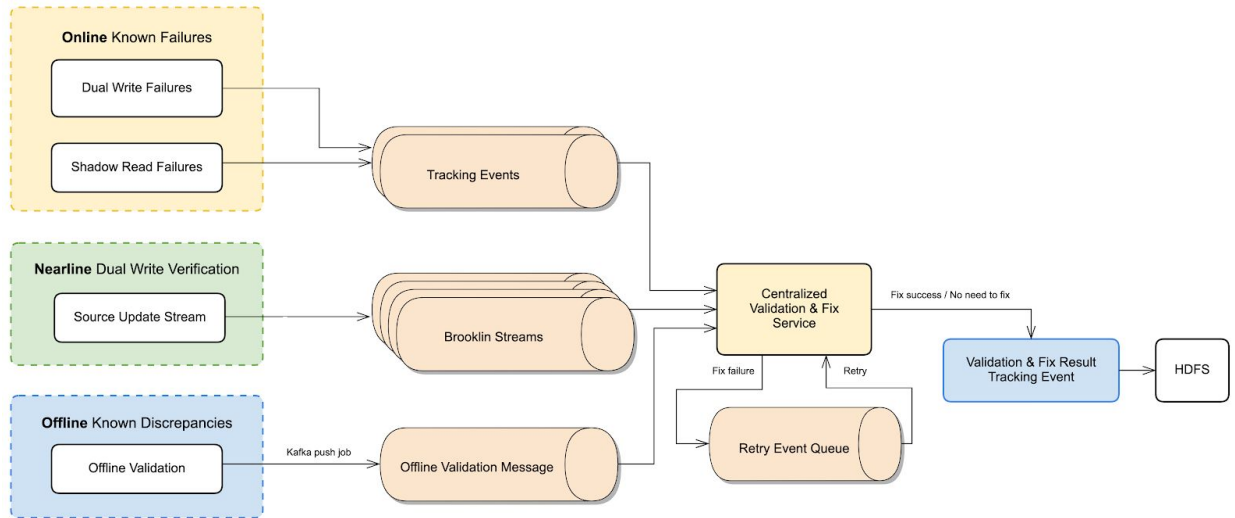 Online Known Failures
Dual Write Failures
Shadow Read Failures
Tracking Events
Nearline Dual Write Verification
Source Update Stream
Brooklin Streams
Centralized
Validation & Fix
Service
Fix success / No need to fix
Validation & Fix Result
Tracking Event
HDFS
Fix failure
Retry
Retry Event Queue
Offline Known Discrepancies
Offline Validation
Kafka push job
Offline Validation Message